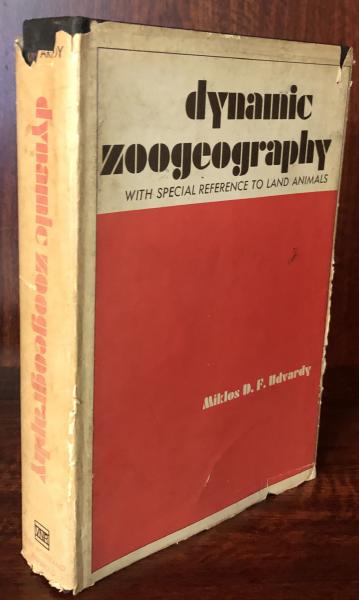 dynamic
zoogeography
WITH SPECIAL REFERENCE TO LAND ANIMALS
Miklos D. F. Udvardy
dynamic zoogeography